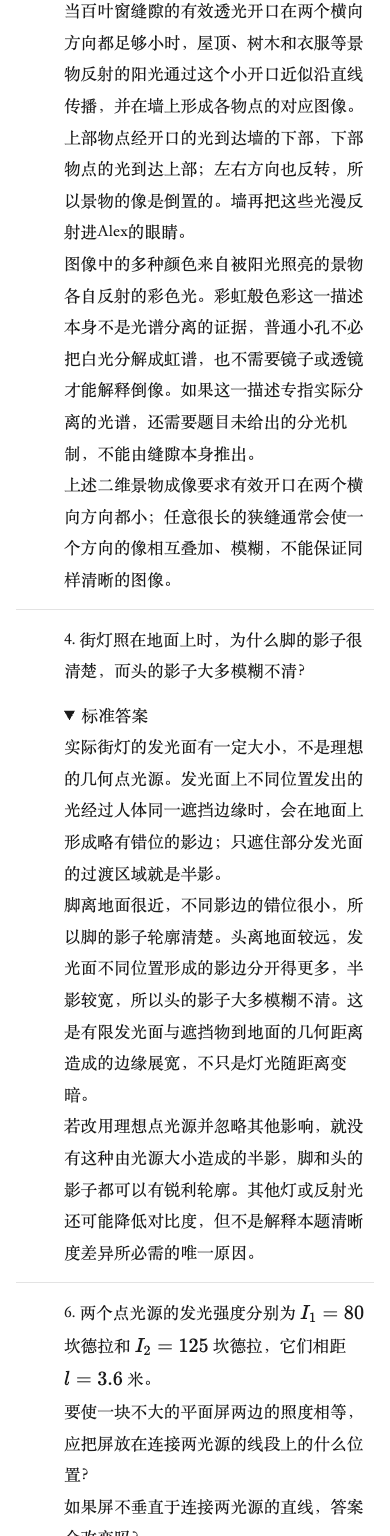 当百叶窗缝隙的有效透光开口在两个横向
方向都足够小时，屋顶、树木和衣服等景
物反射的阳光通过这个小开口近似沿直线
传播，并在墙上形成各物点的对应图像。
上部物点经开口的光到达墙的下部，下部
物点的光到达上部；左右方向也反转，所
以景物的像是倒置的。墙再把这些光漫反
射进Alex的眼睛。
图像中的多种颜色来自被阳光照亮的景物
各自反射的彩色光。彩虹般色彩这一描述
本身不是光谱分离的证据，普通小孔不必
把白光分解成虹谱，也不需要镜子或透镜
才能解释倒像。如果这一描述专指实际分
离的光谱，还需要题目未给出的分光机
制，不能由缝隙本身推出。
上述二维景物成像要求有效开口在两个横
向方向都小；任意很长的狭缝通常会使一
个方向的像相互叠加、模糊，不能保证同
样清晰的图像。
4. 街灯照在地面上时，为什么脚的影子很
清楚，而头的影子大多模糊不清?
▼ 标准答案
实际街灯的发光面有一定大小，不是理想
的几何点光源。发光面上不同位置发出的
光经过人体同一遮挡边缘时，会在地面上
形成略有错位的影边；只遮住部分发光面
的过渡区域就是半影。
脚离地面很近，不同影边的错位很小，所
以脚的影子轮廓清楚。头离地面较远，发
光面不同位置形成的影边分开得更多，半
影较宽，所以头的影子大多模糊不清。这
是有限发光面与遮挡物到地面的几何距离
造成的边缘展宽，不只是灯光随距离变
暗。
若改用理想点光源并忽略其他影响，就没
有这种由光源大小造成的半影，脚和头的
影子都可以有锐利轮廓。其他灯或反射光
还可能降低对比度，但不是解释本题清晰
度差异所必需的唯一原因。
6. 两个点光源的发光强度分别为 I₁ = 80
坎德拉和 I₂ = 125 坎德拉，它们相距
l = 3.6 米。
要使一块不大的平面屏两边的照度相等，
应把屏放在连接两光源的线段上的什么位
置?
如果屏不垂直于连接两光源的直线，答案